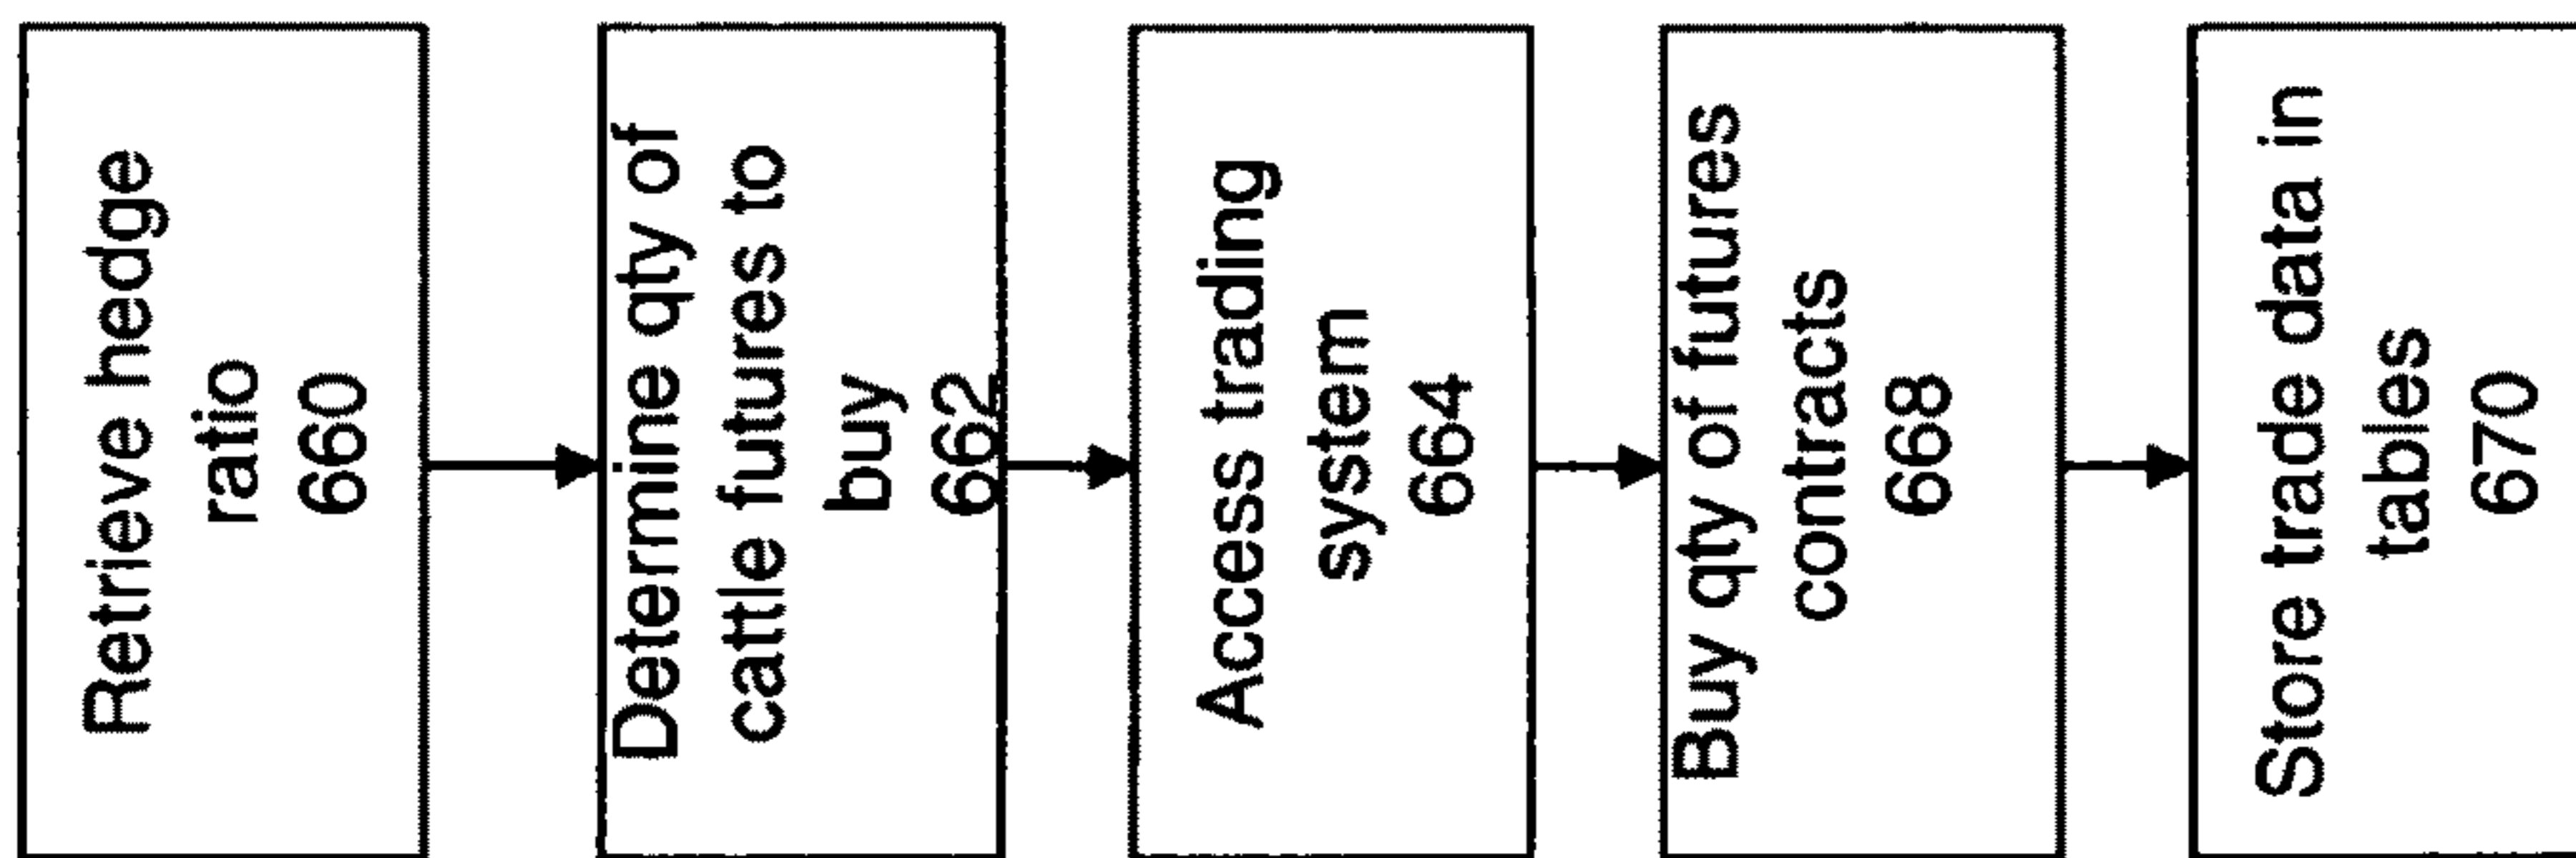 Retrieve hedge
ratio
660
Determine qty of
cattle futures to
buy
662
Access trading
system
664
Buy qty of futures
contracts
668
Store trade data in
tables
670